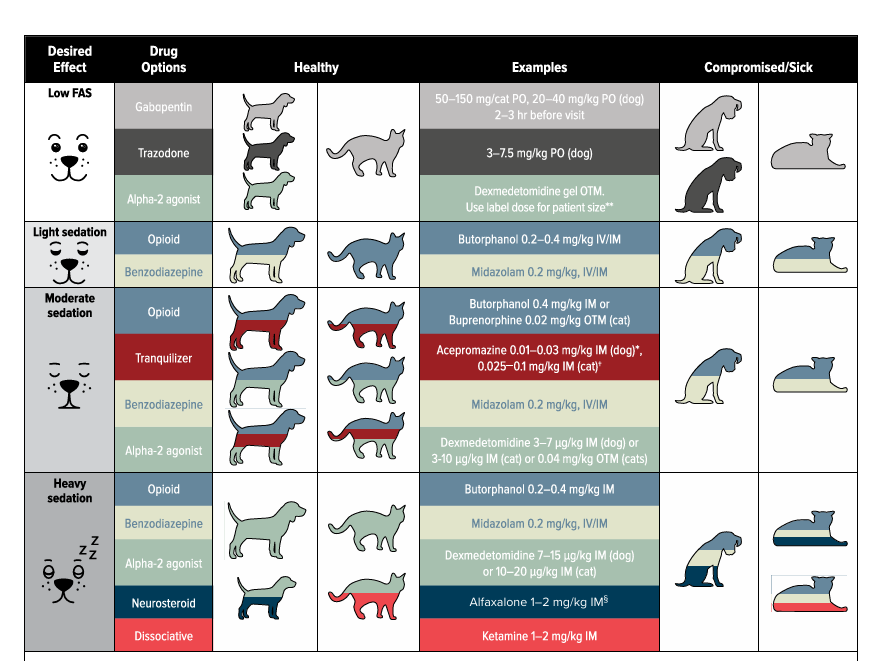 Desired Effect
Drug Options
Healthy
Examples
Compromised/Sick
Low FAS
Gabopentin
50–150 mg/cat PO, 20–40 mg/kg PO (dog)
2–3 hr before visit
Trazodone
3–7.5 mg/kg PO (dog)
Alpha-2 agonist
Dexmedetomidine gel OTM.
Use label dose for patient size**
Light sedation
Opioid
Butorphanol 0.2–0.4 mg/kg IV/IM
Benzodiazepine
Midazolam 0.2 mg/kg, IV/IM
Moderate
sedation
Opioid
Butorphanol 0.4 mg/kg IM or
Buprenorphine 0.02 mg/kg OTM (cat)
Tranquilizer
Acepromazine 0.01–0.03 mg/kg IM (dog)*,
0.025–0.1 mg/kg IM (cat)†
Benzodiazepine
Midazolam 0.2 mg/kg, IV/IM
Alpha-2 agonist
Dexmedetomidine 3–7 µg/kg IM (dog) or
3-10 µg/kg IM (cat) or 0.04 mg/kg OTM (cats)
Heavy
sedation
z z z
Opioid
Butorphanol 0.2–0.4 mg/kg IM
Benzodiazepine
Midazolam 0.2 mg/kg, IV/IM
Alpha-2 agonist
Dexmedetomidine 7–15 µg/kg IM (dog)
or 10–20 µg/kg IM (cat)
Neurosteroid
Alfaxalone 1–2 mg/kg IM§
Dissociative
Ketamine 1–2 mg/kg IM